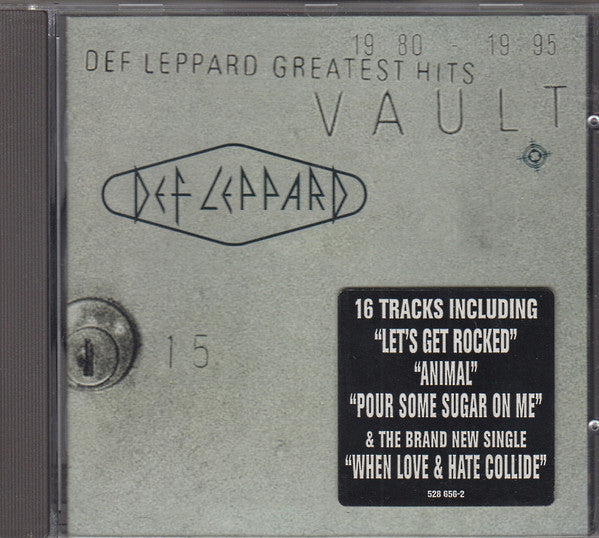 19 80 - 19 95
DEF LEPPARD GREATEST HITS
VAULT
DEF LEPPARD
15
16 TRACKS INCLUDING
"LET'S GET ROCKED"
"ANIMAL"
"POUR SOME SUGAR ON ME"
& THE BRAND NEW SINGLE
"WHEN LOVE & HATE COLLIDE"
528 656-2